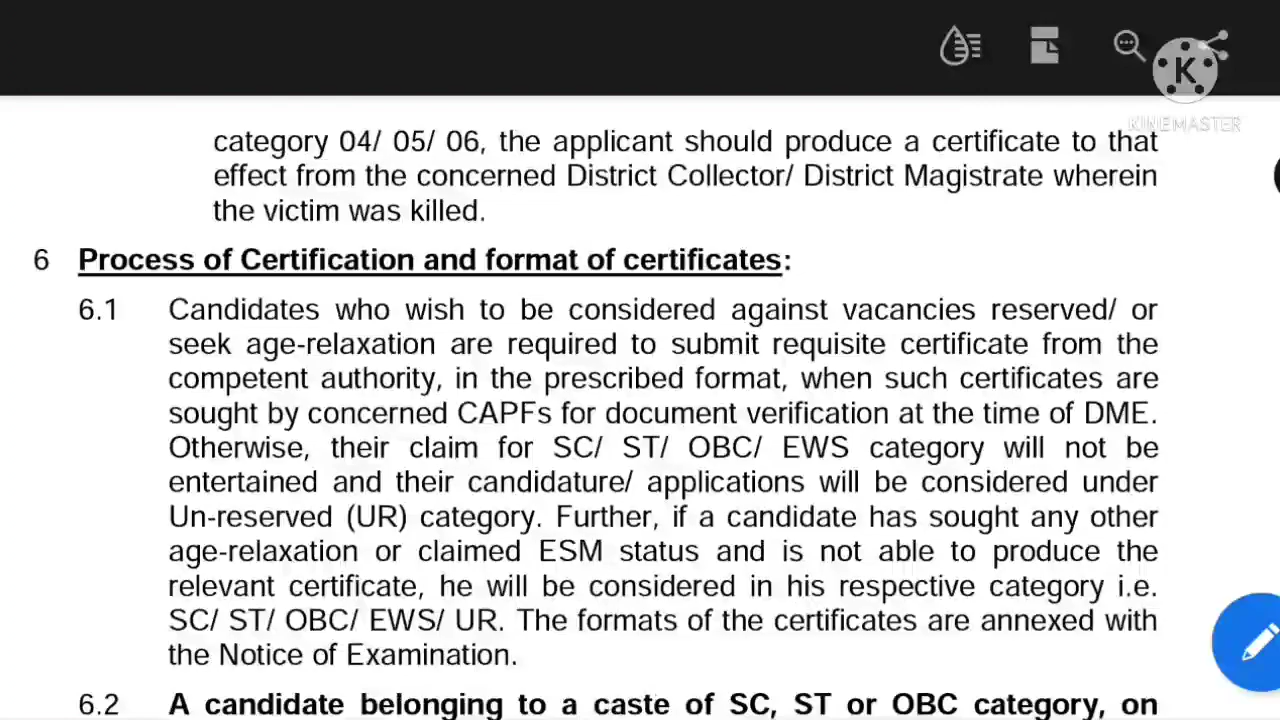 K
KINEMASTER
category 04/ 05/ 06, the applicant should produce a certificate to that
effect from the concerned District Collector/ District Magistrate wherein
the victim was killed.
6 Process of Certification and format of certificates:
6.1 Candidates who wish to be considered against vacancies reserved/ or
seek age-relaxation are required to submit requisite certificate from the
competent authority, in the prescribed format, when such certificates are
sought by concerned CAPFs for document verification at the time of DME.
Otherwise, their claim for SC/ ST/ OBC/ EWS category will not be
entertained and their candidature/ applications will be considered under
Un-reserved (UR) category. Further, if a candidate has sought any other
age-relaxation or claimed ESM status and is not able to produce the
relevant certificate, he will be considered in his respective category i.e.
SC/ ST/ OBC/ EWS/ UR. The formats of the certificates are annexed with
the Notice of Examination.
6.2 A candidate belonging to a caste of SC, ST or OBC category, on